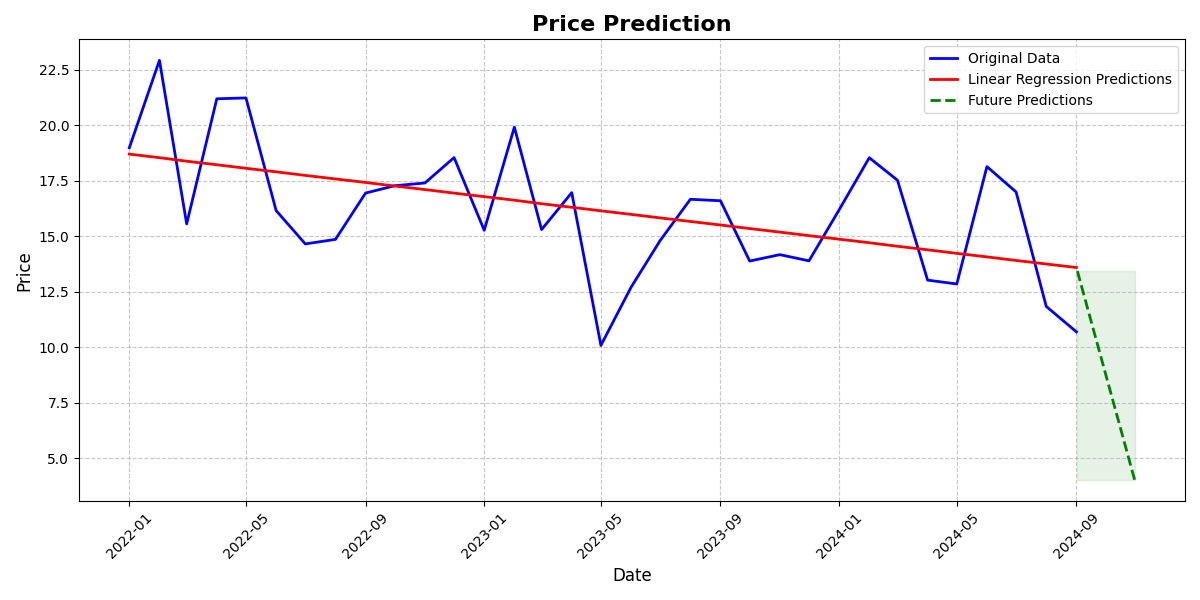 Price Prediction
Original Data
Linear Regression Predictions
Future Predictions
22.5
20.0
17.5
15.0
12.5
10.0
7.5
5.0
Price
2022-01
2022-05
2022-09
2023-01
2023-05
2023-09
2024-01
2024-05
2024-09
Date